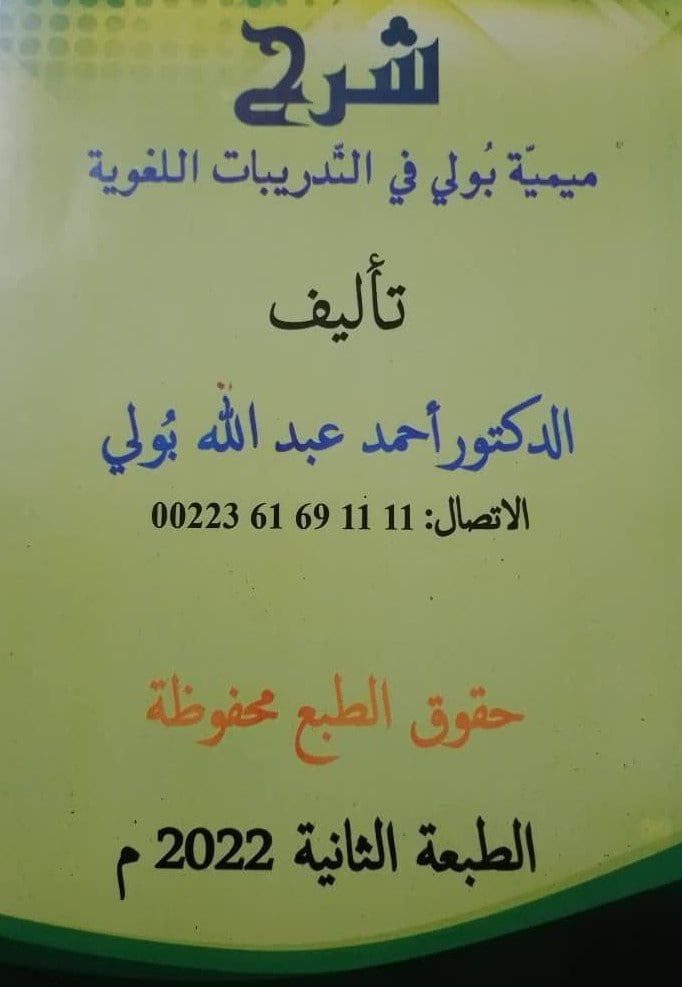 شرح
ميميّة بُولي في التّدريبات اللغوية
تأليف
الدكتور أحمد عبد الله بُولي
الاتصال: 11 11 69 61 00223
حقوق الطبع محفوظة
الطبعة الثانية 2022 م